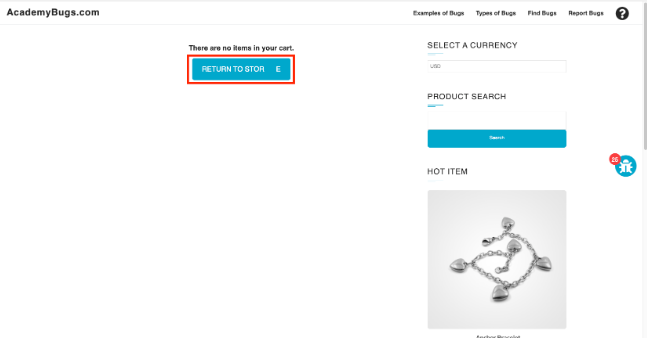 AcademyBugs.com
Examples of Bugs Types of Bugs Find Bugs Report Bugs ?
There are no items in your cart.
RETURN TO STOR E
SELECT A CURRENCY
USD
PRODUCT SEARCH
Search
26
HOT ITEM
Anchor Bracelet